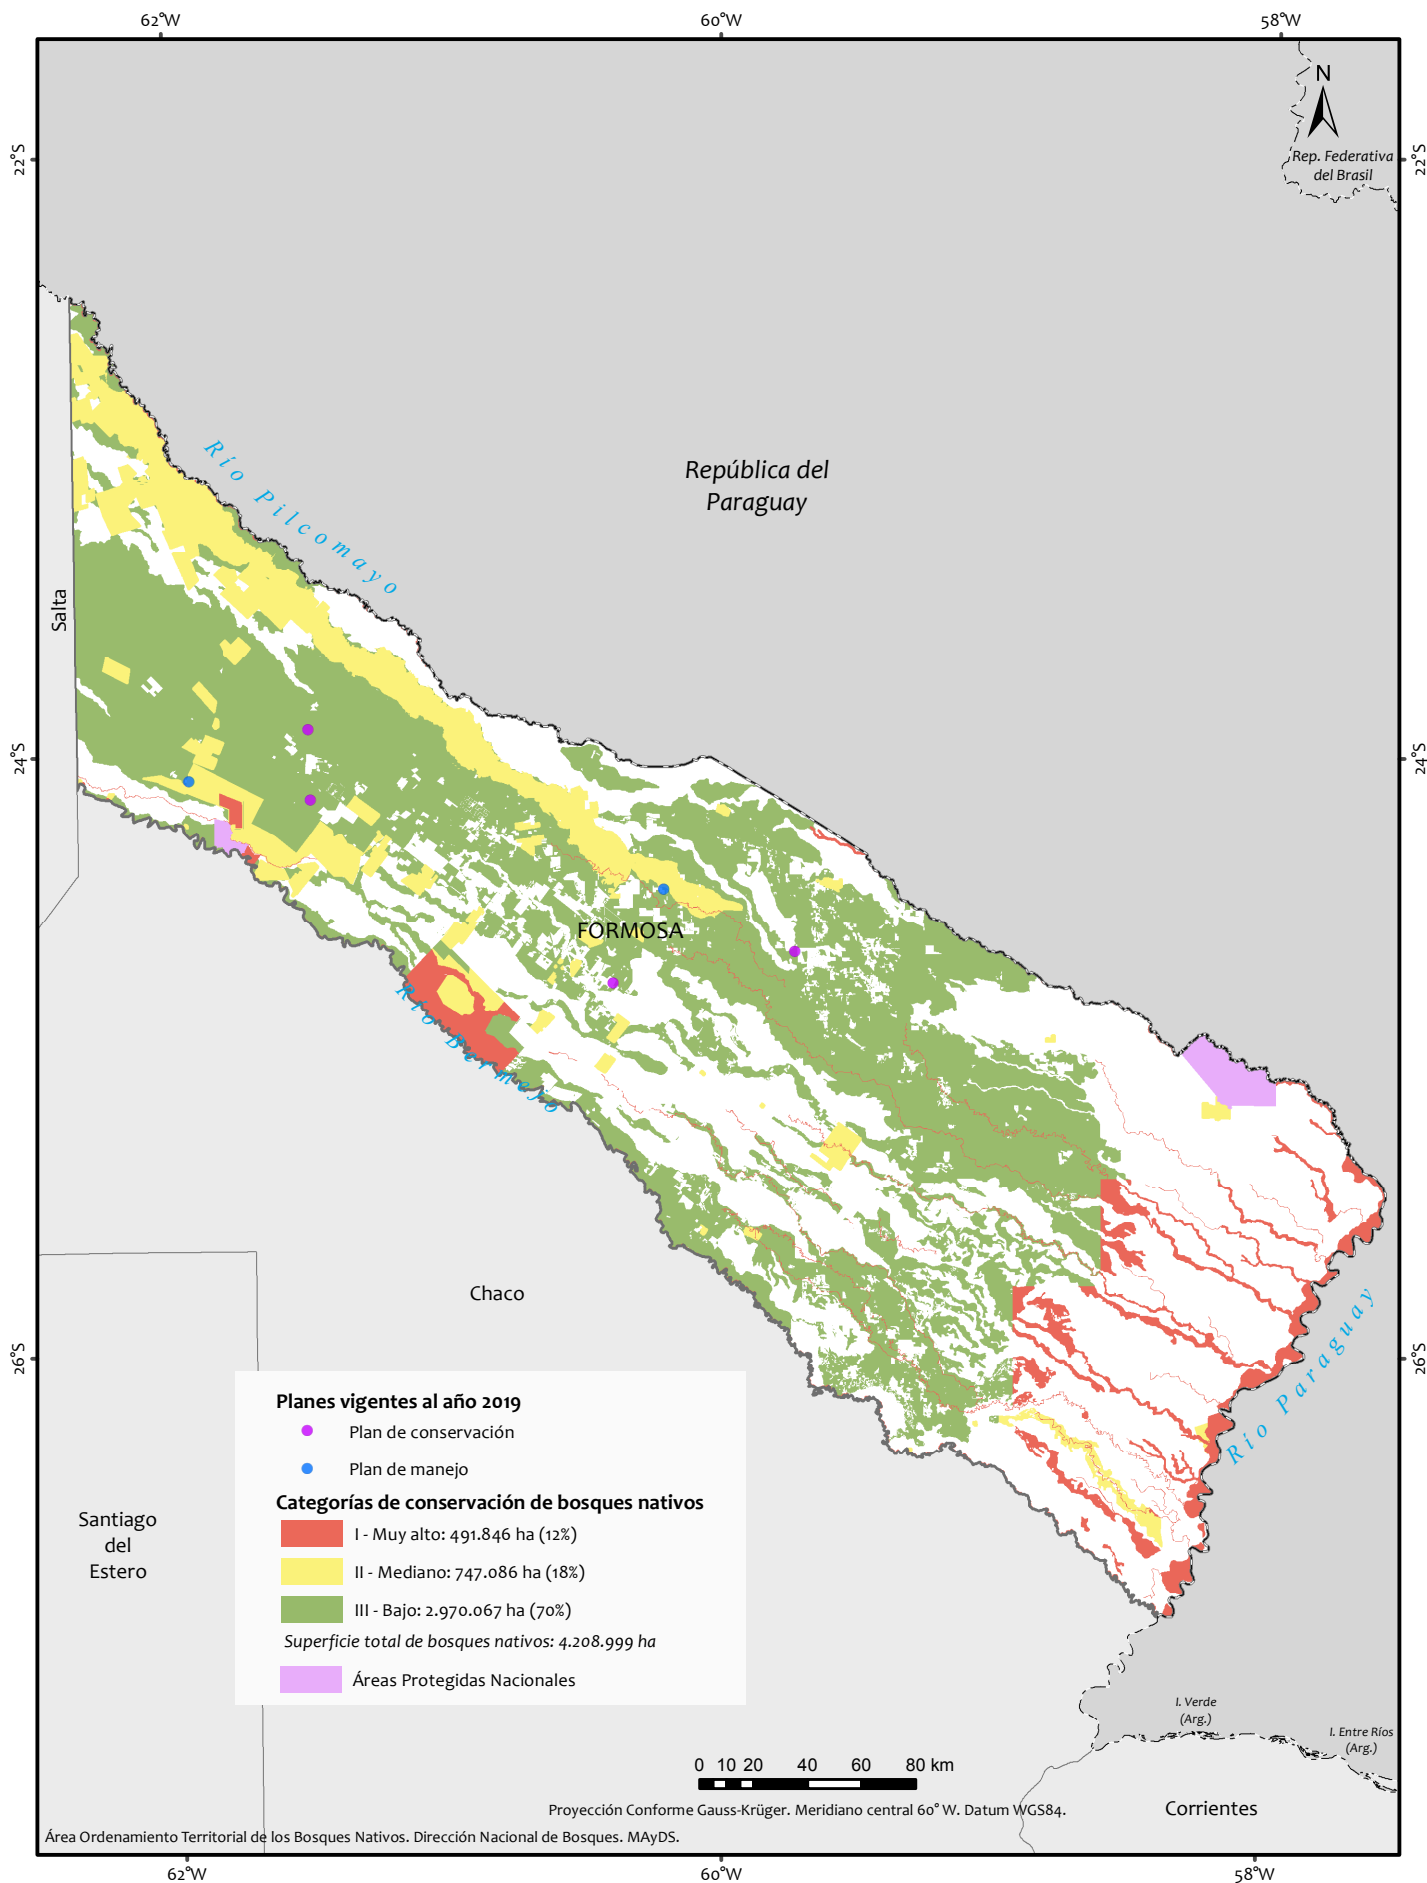 62°W
60°W
58°W
N
22°S
22°S
Rep. Federativa
del Brasil
Río Pilcomayo
República del
Paraguay
Salta
24°S
24°S
FORMOSA
Río Bermejo
Chaco
26°S
26°S
Río Paraguay
Planes vigentes al año 2019
Plan de conservación
Plan de manejo
Categorías de conservación de bosques nativos
I - Muy alto: 491.846 ha (12%)
II - Mediano: 747.086 ha (18%)
III - Bajo: 2.970.067 ha (70%)
Superficie total de bosques nativos: 4.208.999 ha
Áreas Protegidas Nacionales
Santiago
del
Estero
I. Verde
(Arg.)
I. Entre Ríos
(Arg.)
0 10 20 40 60 80 km
Proyección Conforme Gauss-Krüger. Meridiano central 60° W. Datum WGS84.
Corrientes
Área Ordenamiento Territorial de los Bosques Nativos. Dirección Nacional de Bosques. MAyDS.
62°W
60°W
58°W